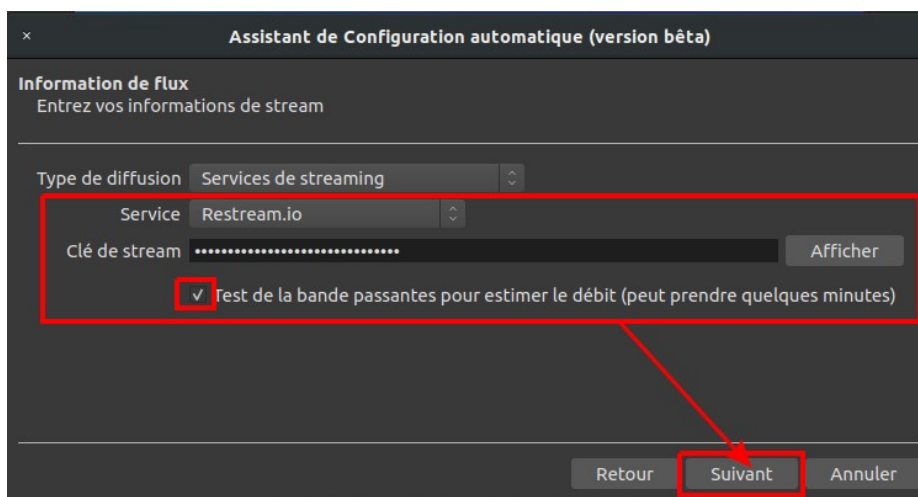 Assistant de Configuration automatique (version bêta)
Information de flux
Entrez vos informations de stream
Type de diffusion Services de streaming
Service Restream.io
Clé de stream ••••••••••••••••••••••••••••••• Afficher
Test de la bande passantes pour estimer le débit (peut prendre quelques minutes)
Retour Suivant Annuler